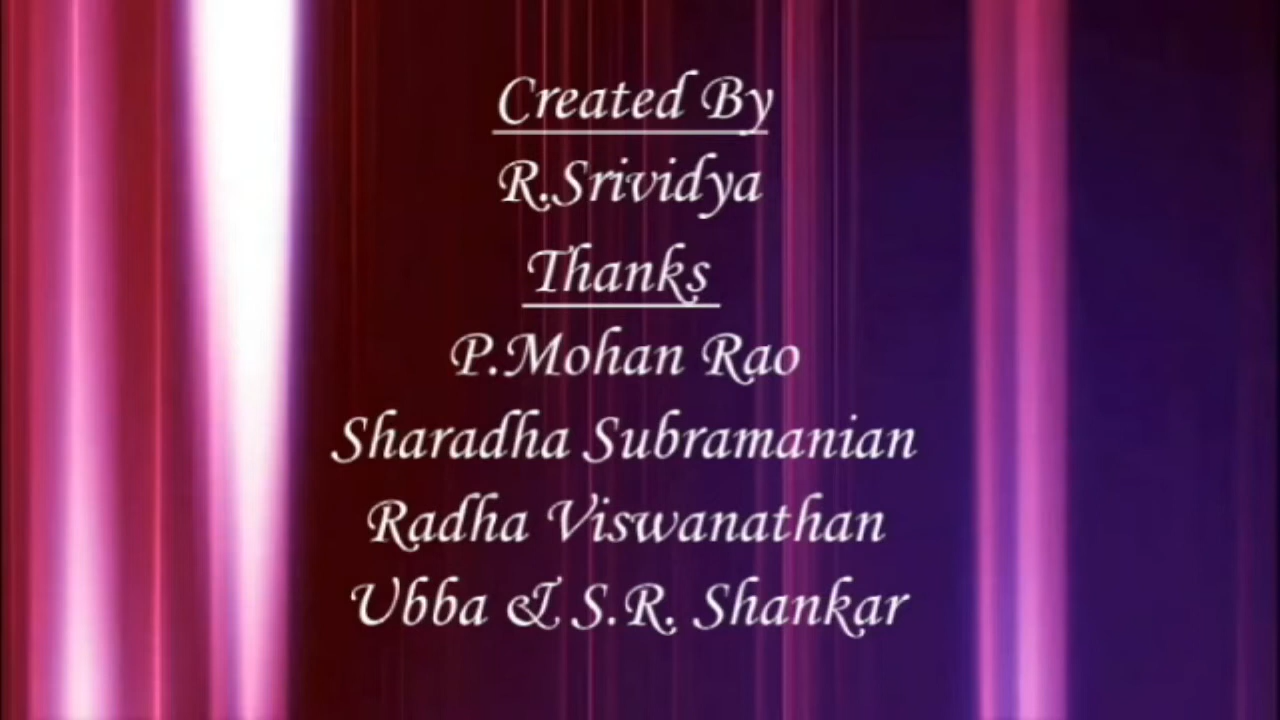 Created By
R.Srividya
Thanks
P.Mohan Rao
Sharadha Subramanian
Radha Viswanathan
Ubba & S.R. Shankar